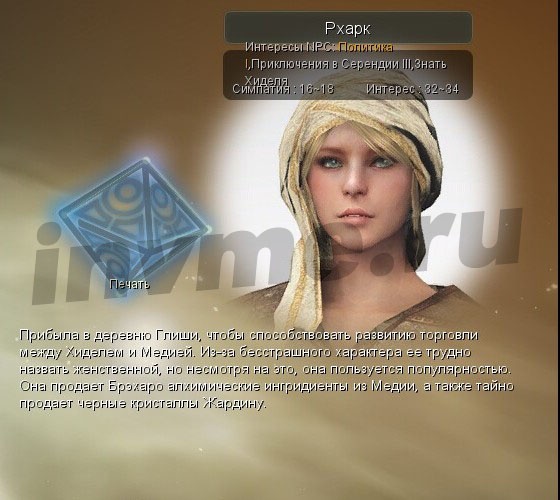 Рхарк
Интересы NPC: Политика
I,Приключения в Серендии III,Знать
Хиделя
Симпатия : 16~18 Интерес : 32~34
invme.ru
Печать
Прибыла в деревню Глиши, чтобы способствовать развитию торговли
между Хиделем и Медией. Из-за бесстрашного характера ее трудно
назвать женственной, но несмотря на это, она пользуется популярностью.
Она продает Брэхаро алхимические ингридиенты из Медии, а также тайно
продает черные кристаллы Жардину.